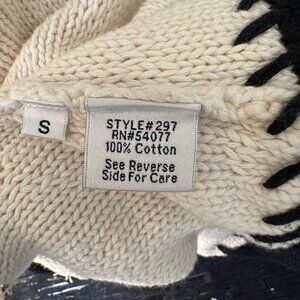 S
STYLE#297
RN#54077
100% Cotton
See Reverse
Side For Care